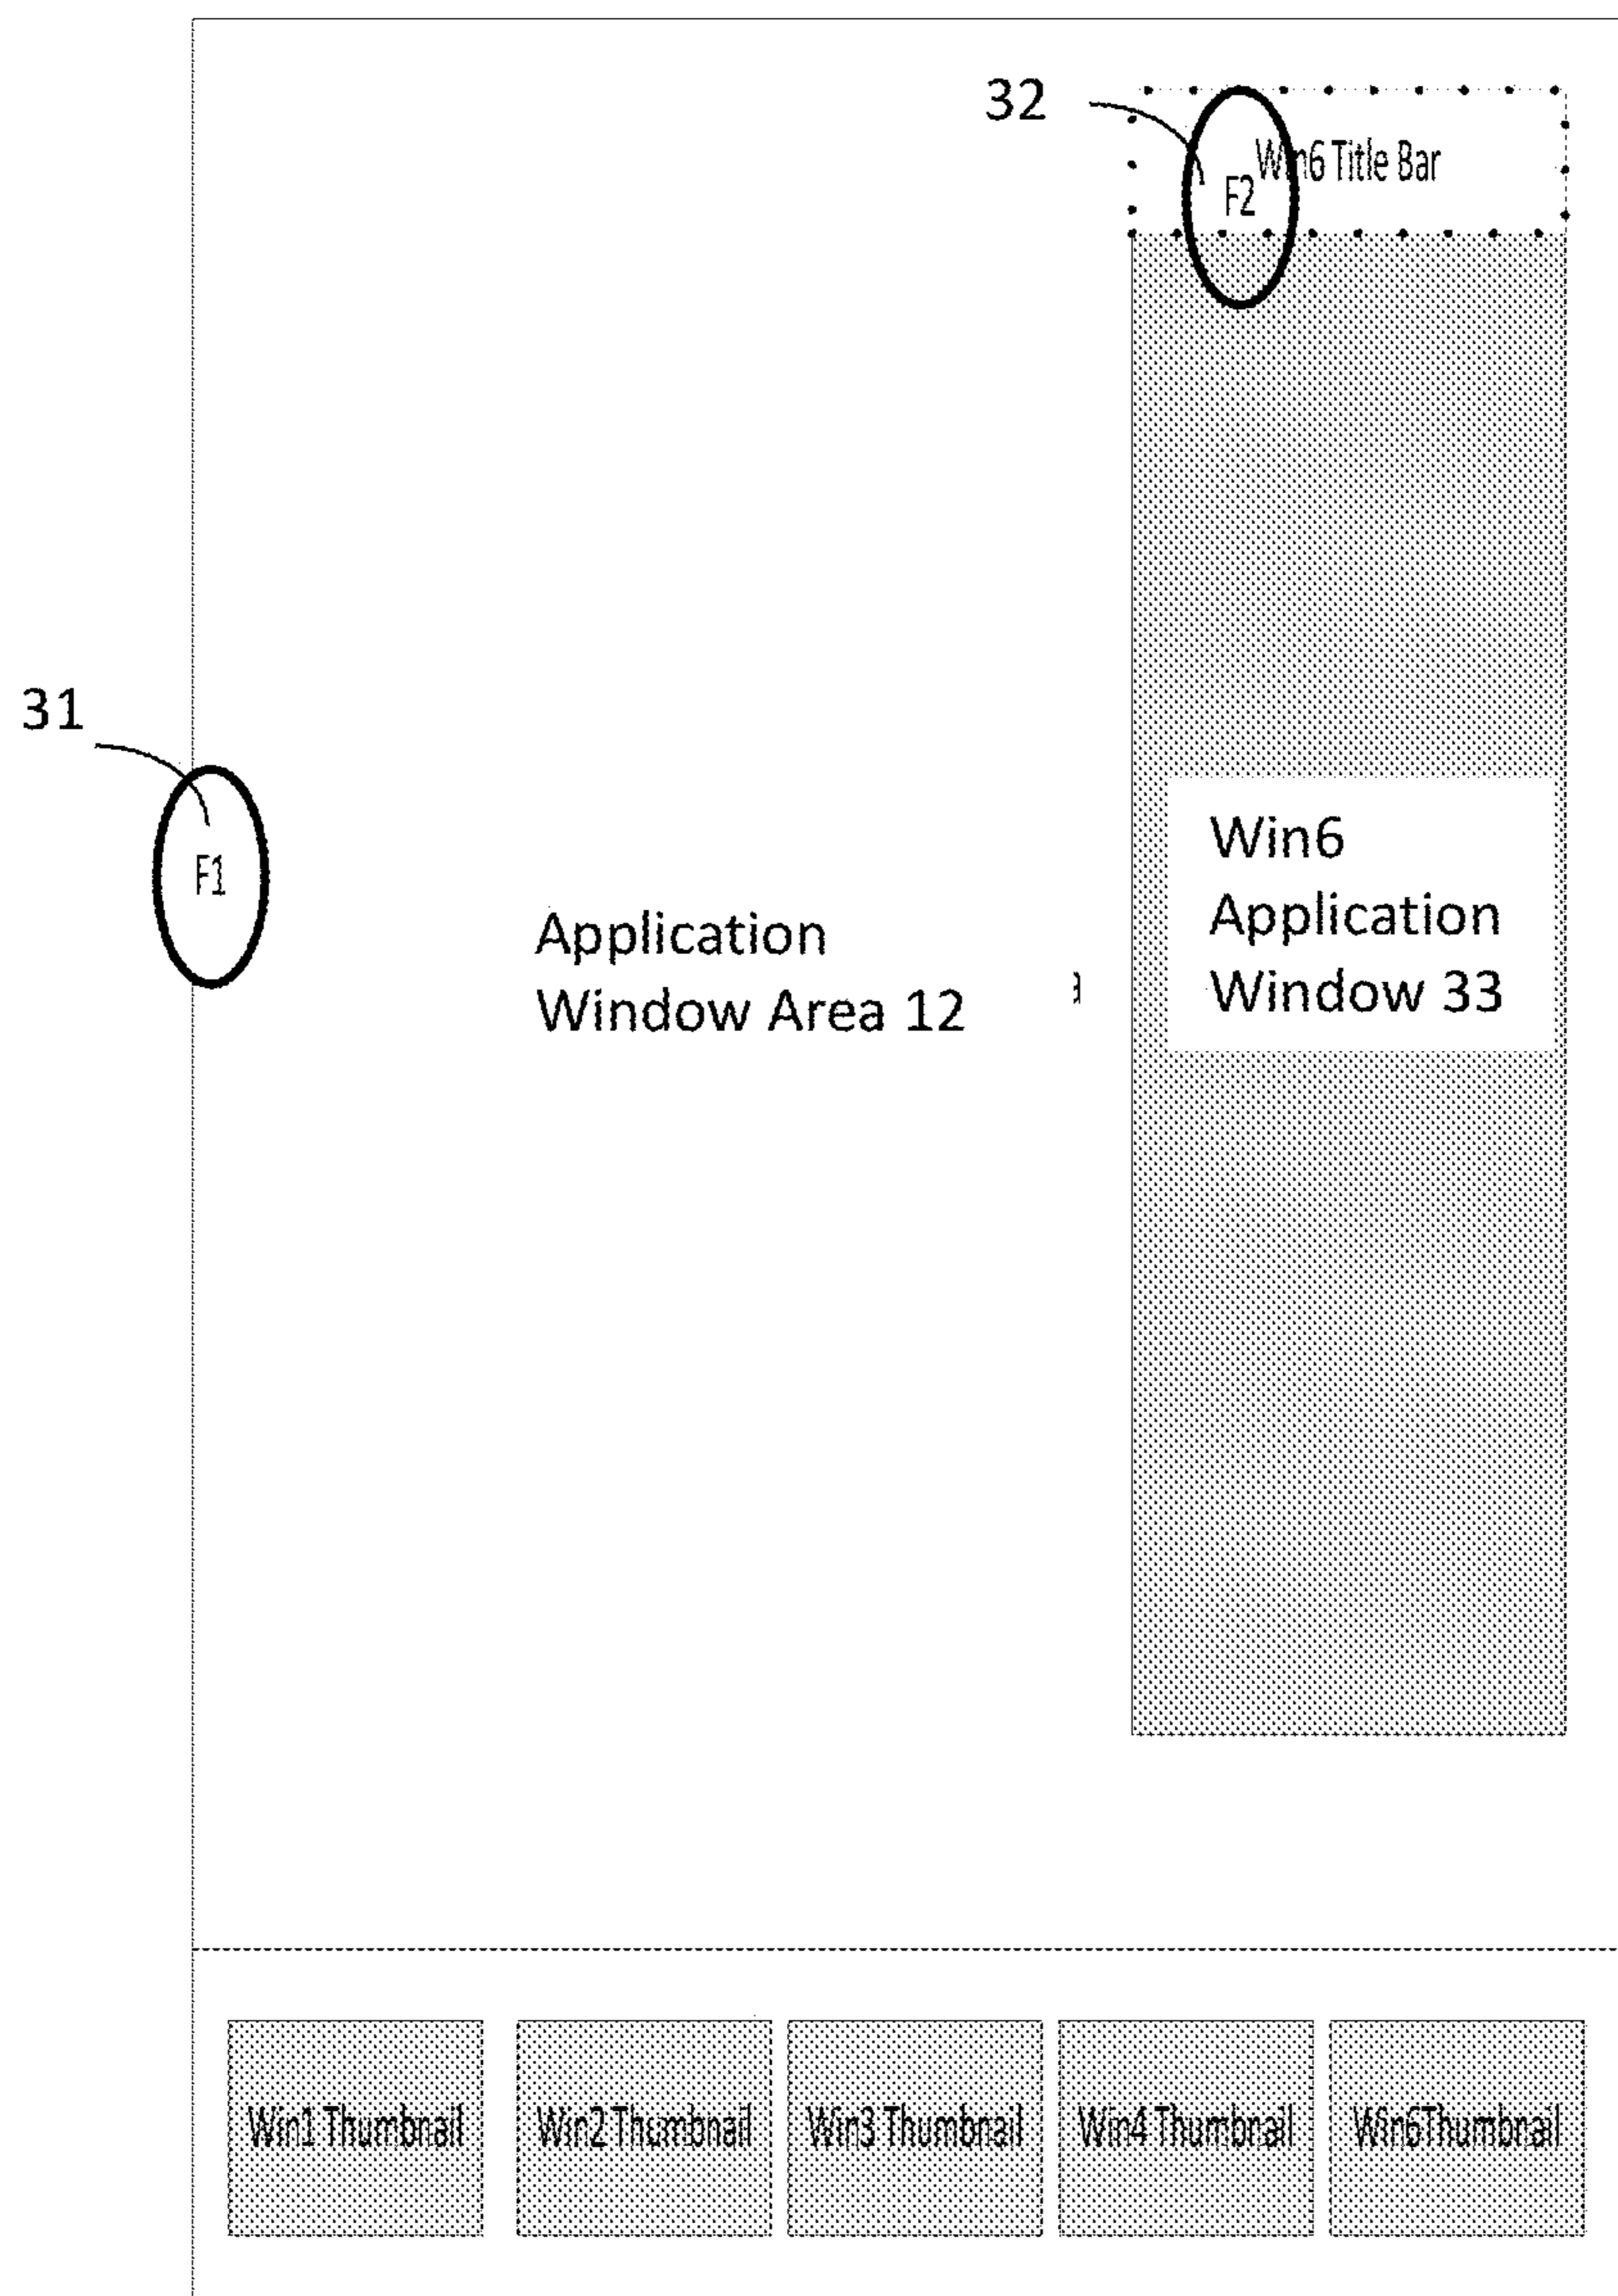 32
Win6 Title Bar
F2
31
F1
Application
Window Area 12
Win6
Application
Window 33
Win1 Thumbnail
Win2 Thumbnail
Win3 Thumbnail
Win4 Thumbnail
Win6Thumbnail